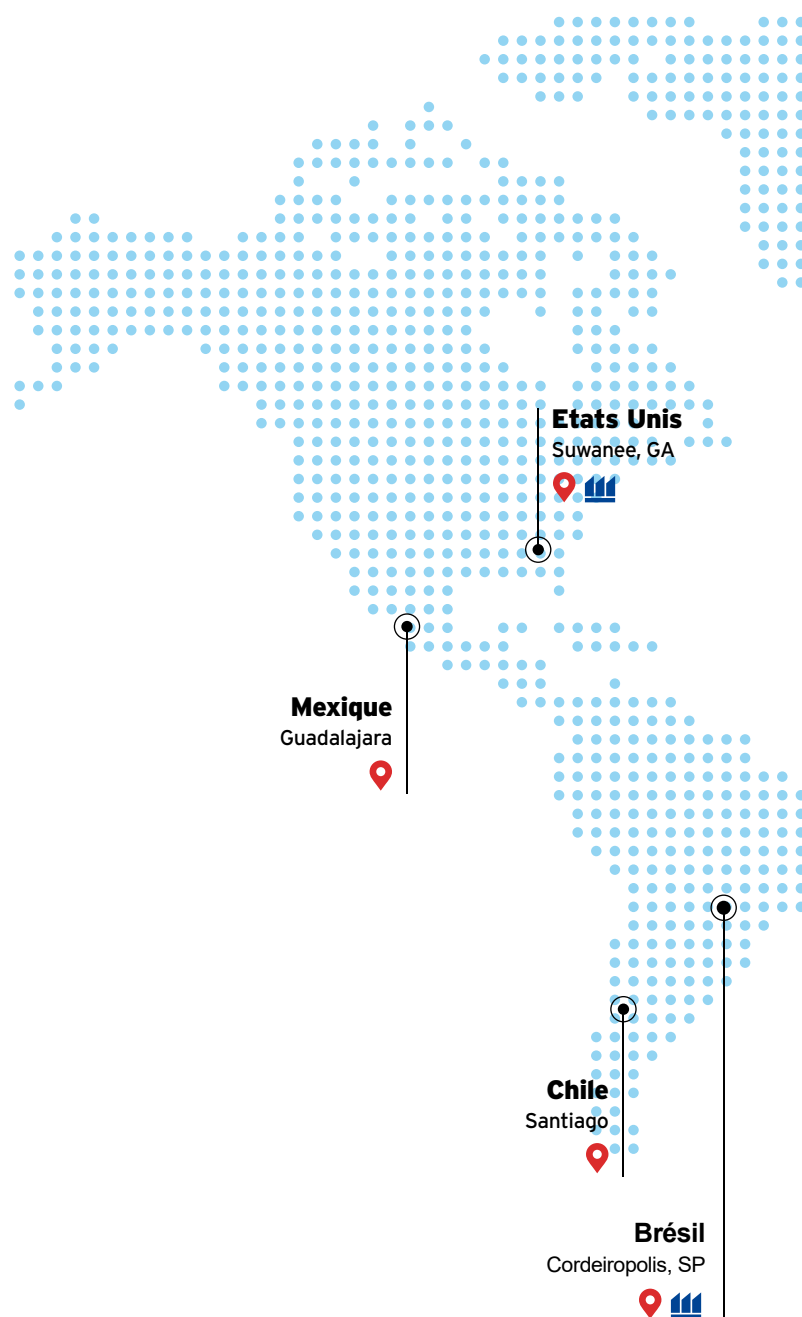 Etats Unis
Suwanee, GA
Mexique
Guadalajara
Chile
Santiago
Brésil
Cordeiropolis, SP